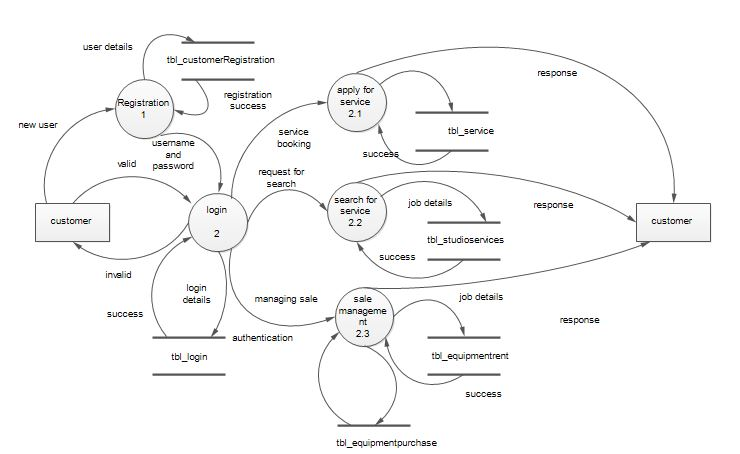 user details
tbl_customerRegistration
registration
success
Registration
1
new user
username
and
password
valid
customer
invalid
login
2
login
details
success
tbl_login
authentication
service
booking
request for
search
managing sale
apply for
service
2.1
tbl_service
success
response
search for
service
2.2
job details
tbl_studioservices
success
response
customer
sale
manageme
nt
2.3
job details
tbl_equipmentrent
success
response
tbl_equipmentpurchase